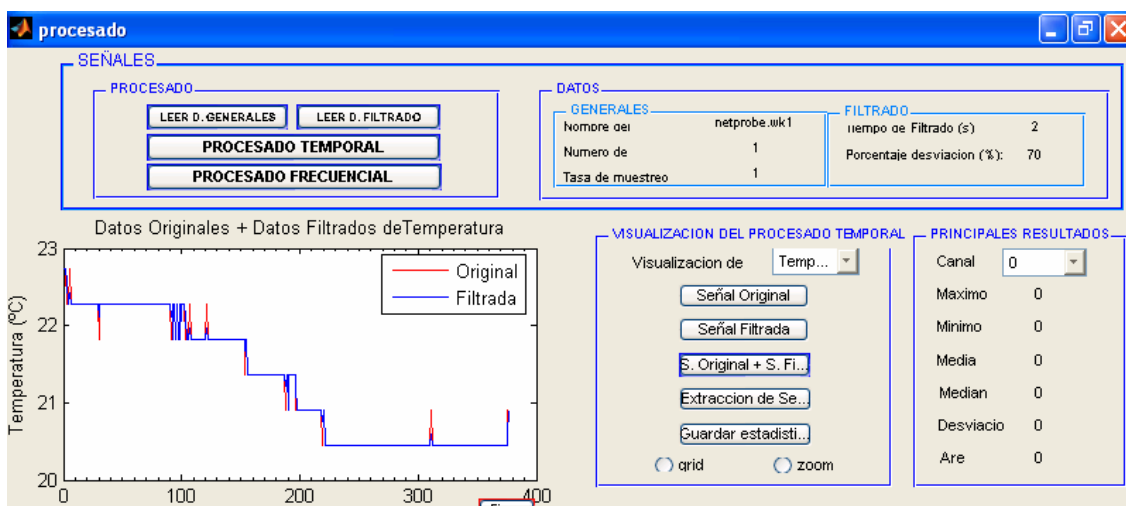 procesado
SEÑALES
PROCESADO
LEER D. GENERALES
LEER D. FILTRADO
PROCESADO TEMPORAL
PROCESADO FRECUENCIAL
DATOS
GENERALES
Nombre del netprobe.wk1
Numero de 1
Tasa de muestreo 1
FILTRADO
Tiempo de Filtrado (s) 2
Porcentaje desviacion (%): 70
Datos Originales + Datos Filtrados deTemperatura
Temperatura (ºC)
23
22
21
20
0 100 200 300 400
Original
Filtrada
VISUALIZACION DEL PROCESADO TEMPORAL
Visualizacion de Temp...
Señal Original
Señal Filtrada
S. Original + S. Fi...
Extraccion de Se...
Guardar estadisti...
grid zoom
PRINCIPALES RESULTADOS
Canal 0
Maximo 0
Minimo 0
Media 0
Median 0
Desviacio 0
Are 0